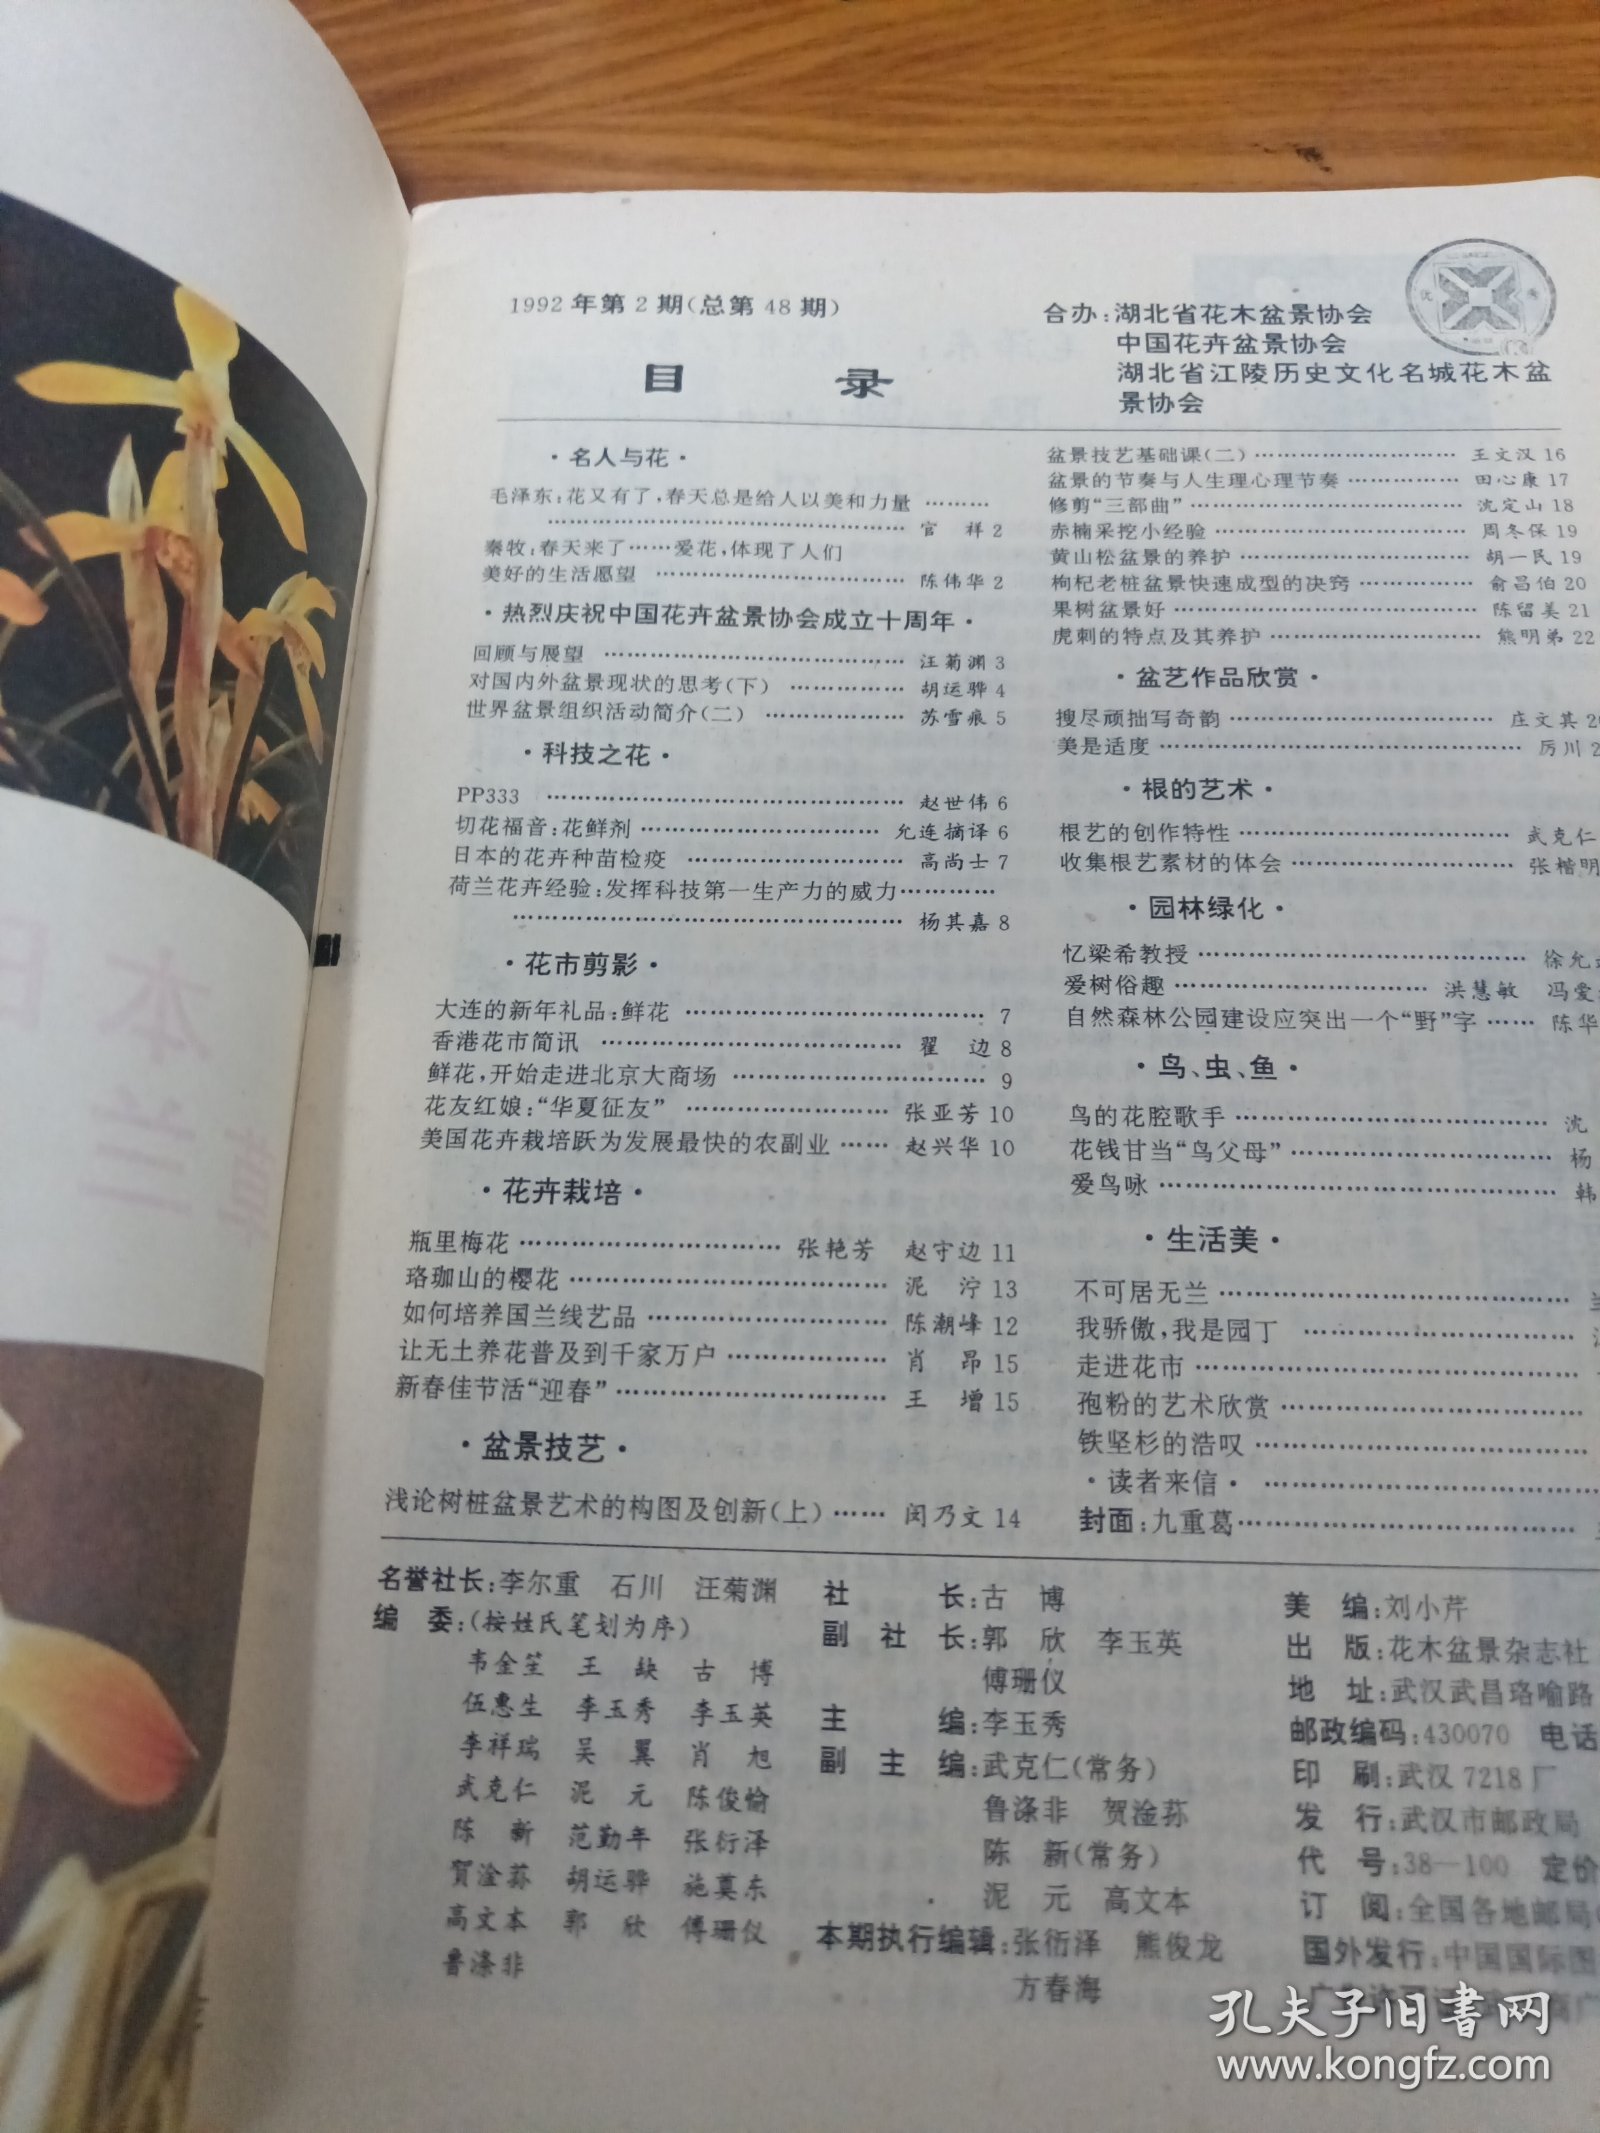 1992年第2期(总第48期)
合办:湖北省花木盆景协会
中国花卉盆景协会
湖北省江陵历史文化名城花木盆
景协会
目 录
·名人与花·
毛泽东:花又有了,春天总是给人以美和力量………
……………………………………… 官 祥 2
秦牧:春天来了……爱花,体现了人们
美好的生活愿望 ………………………… 陈伟华 2
·热烈庆祝中国花卉盆景协会成立十周年·
回顾与展望 ……………………………… 汪菊渊 3
对国内外盆景现状的思考(下) …………… 胡运骅 4
世界盆景组织活动简介(二) ……………… 苏雪痕 5
·科技之花·
PP333 …………………………………… 赵世伟 6
切花福音:花鲜剂 ………………………… 允连摘译 6
日本的花卉种苗检疫 ……………………… 高尚士 7
荷兰花卉经验:发挥科技第一生产力的威力…………
………………………………………… 杨其嘉 8
·花市剪影·
大连的新年礼品:鲜花 ……………………………… 7
香港花市简讯 ……………………………… 翟 边 8
鲜花,开始走进北京大商场 ………………………… 9
花友红娘:“华夏征友” …………………… 张亚芳 10
美国花卉栽培跃为发展最快的农副业 …… 赵兴华 10
·花卉栽培·
瓶里梅花 ………………………… 张艳芳 赵守边 11
珞珈山的樱花 ……………………………… 泥 泞 13
如何培养国兰线艺品 ……………………… 陈潮峰 12
让无土养花普及到千家万户 ……………… 肖 昂 15
新春佳节活“迎春” ………………………… 王 增 15
·盆景技艺·
浅论树桩盆景艺术的构图及创新(上) …… 闵乃文 14
盆景技艺基础课(二) …………………… 王文汉 16
盆景的节奏与人生理心理节奏 …………… 田心康 17
修剪“三部曲” …………………………… 沈定山 18
赤楠采挖小经验 ………………………… 周冬保 19
黄山松盆景的养护 ……………………… 胡一民 19
枸杞老桩盆景快速成型的决窍 ………… 俞昌伯 20
果树盆景好 ……………………………… 陈留美 21
虎刺的特点及其养护 …………………… 熊明弟 22
·盆艺作品欣赏·
搜尽顽拙写奇韵 ………………………… 庄文其
美是适度 ………………………………… 厉川
·根的艺术·
根艺的创作特性 ………………………… 武克仁
收集根艺素材的体会 …………………… 张楷明
·园林绿化·
忆梁希教授 ……………………………… 徐允
爱树俗趣 ………………………… 洪慧敏 冯爱
自然森林公园建设应突出一个“野”字 …… 陈华
·鸟、虫、鱼·
鸟的花腔歌手 …………………………… 沈
花钱甘当“鸟父母” ……………………… 杨
爱鸟咏 …………………………………… 韩
·生活美·
不可居无兰 ………………………………
我骄傲,我是园丁 ………………………
走进花市 …………………………………
孢粉的艺术欣赏 …………………………
铁坚杉的浩叹 ……………………………
·读者来信· ………………………………
封面:九重葛………………………………
名誉社长:李尔重 石川 汪菊渊
编 委:(按姓氏笔划为序)
韦金笙 王 缺 古 博
伍惠生 李玉秀 李玉英
李祥瑞 吴 翼 肖 旭
武克仁 泥 元 陈俊愉
陈 新 范勤年 张衍泽
贺淦荪 胡运骅 施莫东
高文本 郭 欣 傅珊仪
鲁涤非
社 长:古 博
副 社 长:郭 欣 李玉英
傅珊仪
主 编:李玉秀
副 主 编:武克仁(常务)
鲁涤非 贺淦荪
陈 新(常务)
泥 元 高文本
本期执行编辑:张衍泽 熊俊龙
方春海
美 编:刘小芹
出 版:花木盆景杂志社
地 址:武汉武昌珞喻路
邮政编码:430070 电话
印 刷:武汉7218厂
发 行:武汉市邮政局
代 号:38—100 定价
订 阅:全国各地邮局
国外发行:中国国际图
孔夫子旧书网
www.kongfz.com